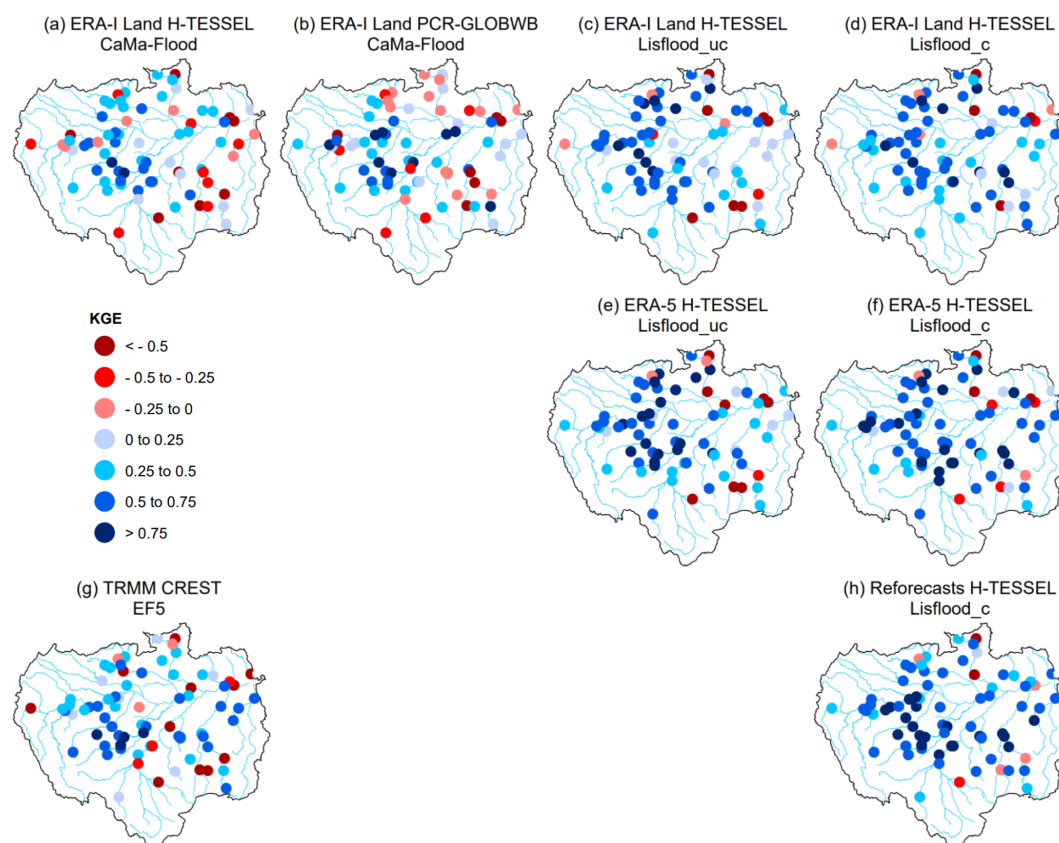 (a) ERA-I Land H-TESSEL
CaMa-Flood
(b) ERA-I Land PCR-GLOBWB
CaMa-Flood
(c) ERA-I Land H-TESSEL
Lisflood_uc
(d) ERA-I Land H-TESSEL
Lisflood_c
(e) ERA-5 H-TESSEL
Lisflood_uc
(f) ERA-5 H-TESSEL
Lisflood_c
KGE
< - 0.5
- 0.5 to - 0.25
- 0.25 to 0
0 to 0.25
0.25 to 0.5
0.5 to 0.75
> 0.75
(g) TRMM CREST
EF5
(h) Reforecasts H-TESSEL
Lisflood_c